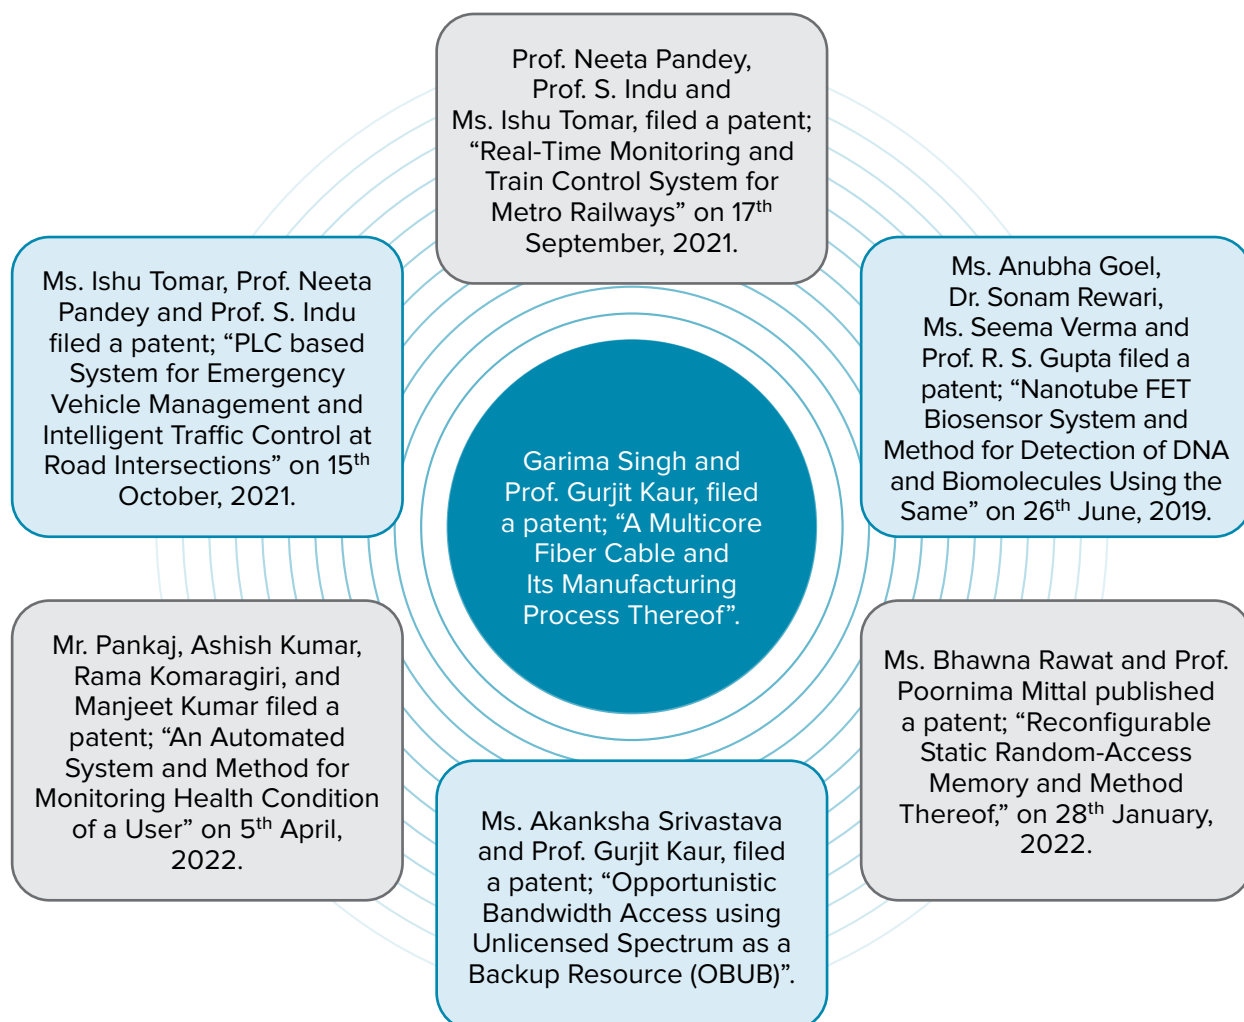 Prof. Neeta Pandey,
Prof. S. Indu and
Ms. Ishu Tomar, filed a patent;
“Real-Time Monitoring and
Train Control System for
Metro Railways” on 17th
September, 2021.
Ms. Ishu Tomar, Prof. Neeta
Pandey and Prof. S. Indu
filed a patent; “PLC based
System for Emergency
Vehicle Management and
Intelligent Traffic Control at
Road Intersections” on 15th
October, 2021.
Ms. Anubha Goel,
Dr. Sonam Rewari,
Ms. Seema Verma and
Prof. R. S. Gupta filed a
patent; “Nanotube FET
Biosensor System and
Method for Detection of DNA
and Biomolecules Using the
Same” on 26th June, 2019.
Garima Singh and
Prof. Gurjit Kaur, filed
a patent; “A Multicore
Fiber Cable and
Its Manufacturing
Process Thereof”.
Mr. Pankaj, Ashish Kumar,
Rama Komaragiri, and
Manjeet Kumar filed a
patent; “An Automated
System and Method for
Monitoring Health Condition
of a User” on 5th April,
2022.
Ms. Bhawna Rawat and Prof.
Poornima Mittal published
a patent; “Reconfigurable
Static Random-Access
Memory and Method
Thereof,” on 28th January,
2022.
Ms. Akanksha Srivastava
and Prof. Gurjit Kaur, filed
a patent; “Opportunistic
Bandwidth Access using
Unlicensed Spectrum as a
Backup Resource (OBUB)”.